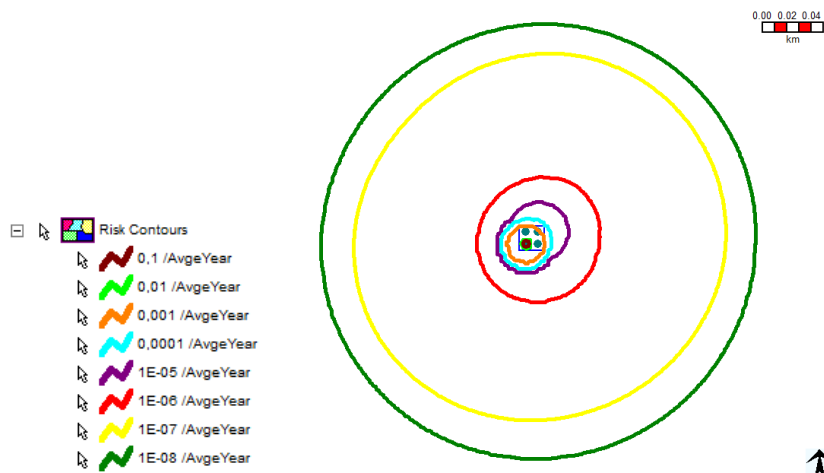 0.00 0.02 0.04
km
Risk Contours
0,1 /AvgeYear
0,01 /AvgeYear
0,001 /AvgeYear
0,0001 /AvgeYear
1E-05 /AvgeYear
1E-06 /AvgeYear
1E-07 /AvgeYear
1E-08 /AvgeYear